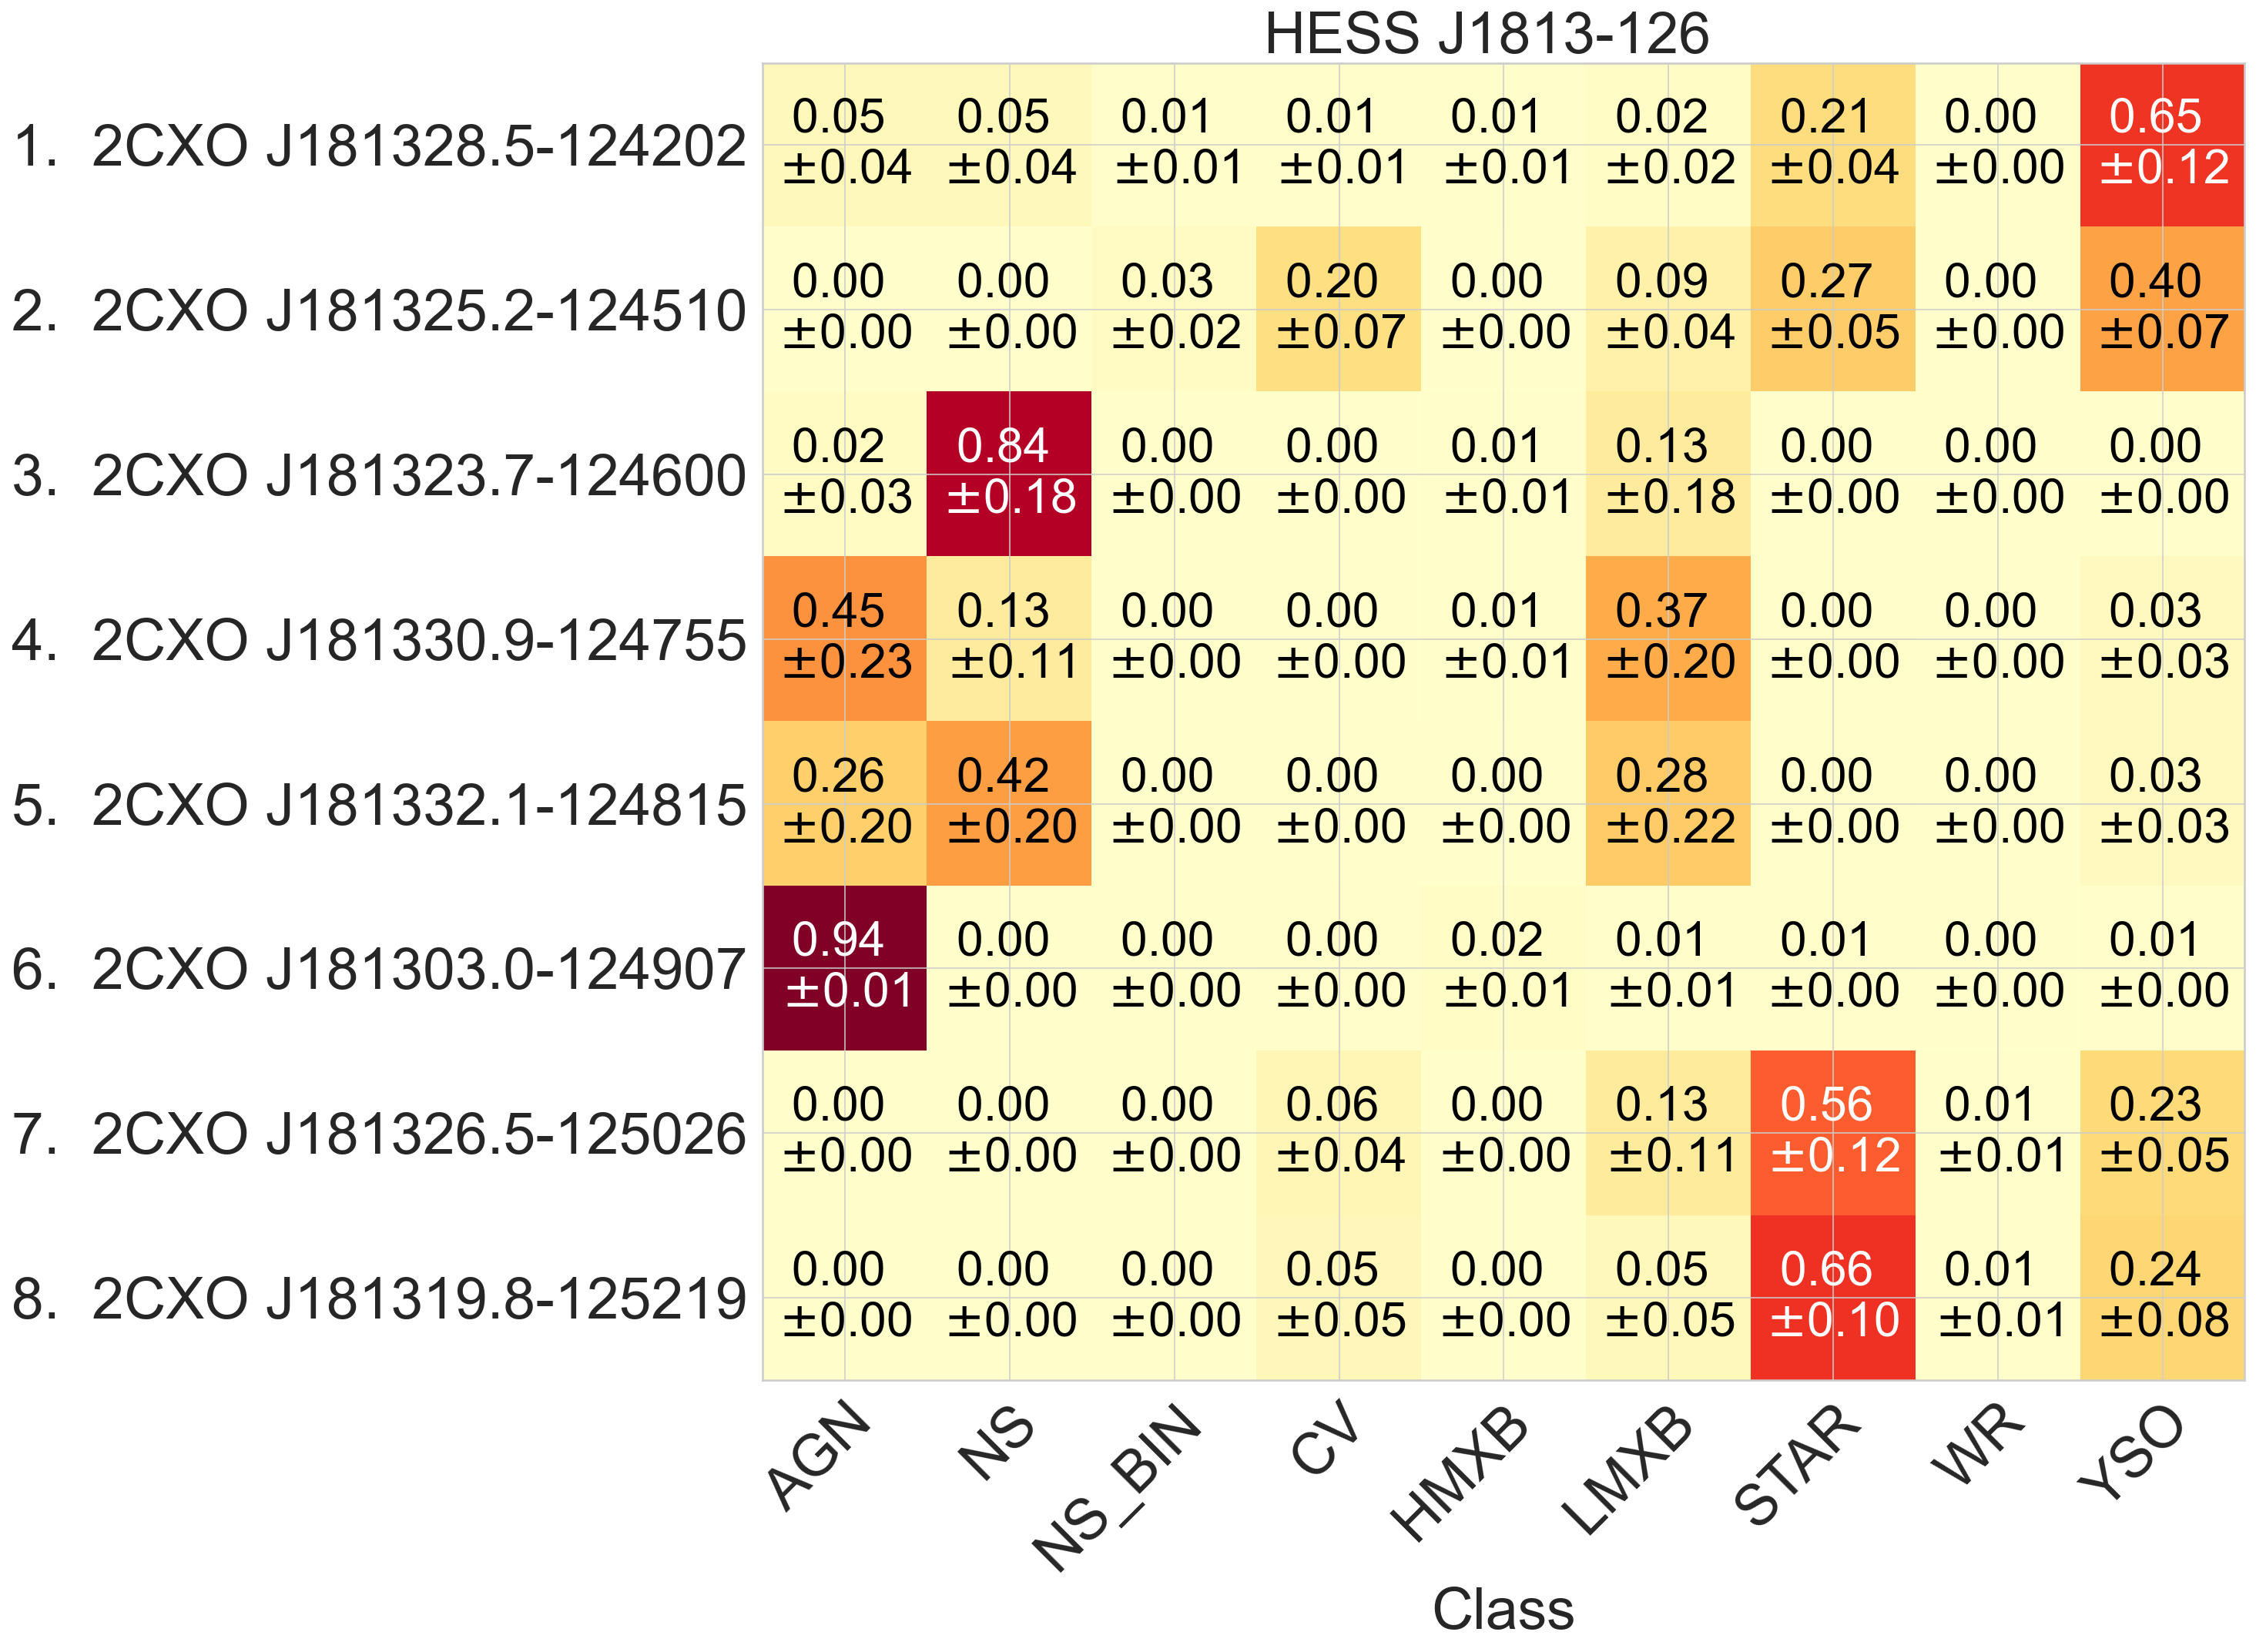 HESS J1813-126
1. 2CXO J181328.5-124202 0.05 0.05 0.01 0.01 0.01 0.02 0.21 0.00 0.65
±0.04 ±0.04 ±0.01 ±0.01 ±0.01 ±0.02 ±0.04 ±0.00 ±0.12
2. 2CXO J181325.2-124510 0.00 0.00 0.03 0.20 0.00 0.09 0.27 0.00 0.40
±0.00 ±0.00 ±0.02 ±0.07 ±0.00 ±0.04 ±0.05 ±0.00 ±0.07
3. 2CXO J181323.7-124600 0.02 0.84 0.00 0.00 0.01 0.13 0.00 0.00 0.00
±0.03 ±0.18 ±0.00 ±0.00 ±0.01 ±0.18 ±0.00 ±0.00 ±0.00
4. 2CXO J181330.9-124755 0.45 0.13 0.00 0.00 0.01 0.37 0.00 0.00 0.03
±0.23 ±0.11 ±0.00 ±0.00 ±0.01 ±0.20 ±0.00 ±0.00 ±0.03
5. 2CXO J181332.1-124815 0.26 0.42 0.00 0.00 0.00 0.28 0.00 0.00 0.03
±0.20 ±0.20 ±0.00 ±0.00 ±0.00 ±0.22 ±0.00 ±0.00 ±0.03
6. 2CXO J181303.0-124907 0.94 0.00 0.00 0.00 0.02 0.01 0.01 0.00 0.01
±0.01 ±0.00 ±0.00 ±0.00 ±0.01 ±0.01 ±0.00 ±0.00 ±0.00
7. 2CXO J181326.5-125026 0.00 0.00 0.00 0.06 0.00 0.13 0.56 0.01 0.23
±0.00 ±0.00 ±0.00 ±0.04 ±0.00 ±0.11 ±0.12 ±0.01 ±0.05
8. 2CXO J181319.8-125219 0.00 0.00 0.00 0.05 0.00 0.05 0.66 0.01 0.24
±0.00 ±0.00 ±0.00 ±0.05 ±0.00 ±0.05 ±0.10 ±0.01 ±0.08
AGN NS NS_BIN CV HMXB LMXB STAR WR YSO
Class